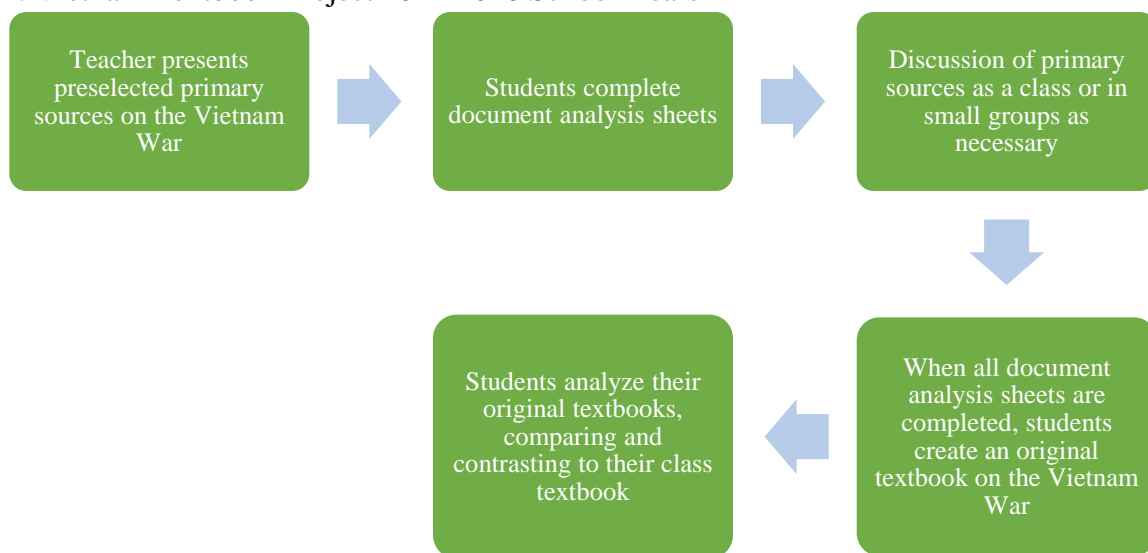 Teacher presents
preselected primary
sources on the Vietnam
War
Students complete
document analysis sheets
Discussion of primary
sources as a class or in
small groups as
necessary
When all document
analysis sheets are
completed, students
create an original
textbook on the Vietnam
War
Students analyze their
original textbooks,
comparing and
contrasting to their class
textbook